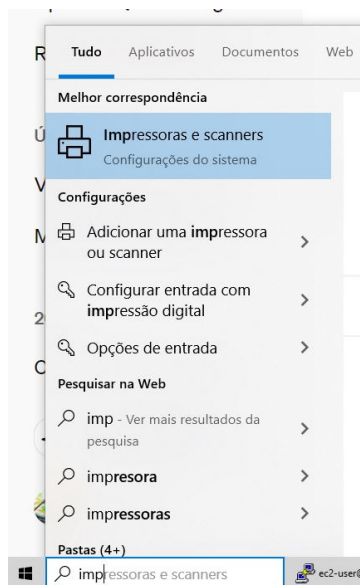 Tudo Aplicativos Documentos Web
Melhor correspondência
Impressoras e scanners
Configurações do sistema
Configurações
Adicionar uma impressora
ou scanner
Configurar entrada com
impressão digital
Opções de entrada
Pesquisar na Web
imp - Ver mais resultados da
pesquisa
impresora
impressoras
Pastas (4+)
impressoras e scanners
ec2-user@